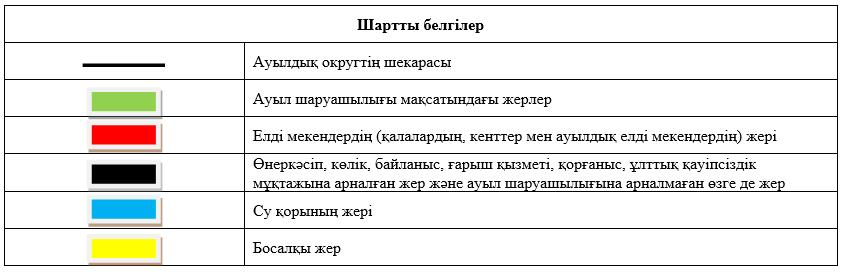 Шартты белгілер
Ауылдық округтің шекарасы
Ауыл шаруашылығы мақсатындағы жерлер
Елді мекендердің (қалалардың, кенттер мен ауылдық елді мекендердің) жері
Өнеркәсіп, көлік, байланыс, ғарыш қызметі, қорғаныс, ұлттық қауіпсіздік
мұқтажына арналған жер және ауыл шаруашылығына арналмаған өзге де жер
Су қорының жері
Босалқы жер